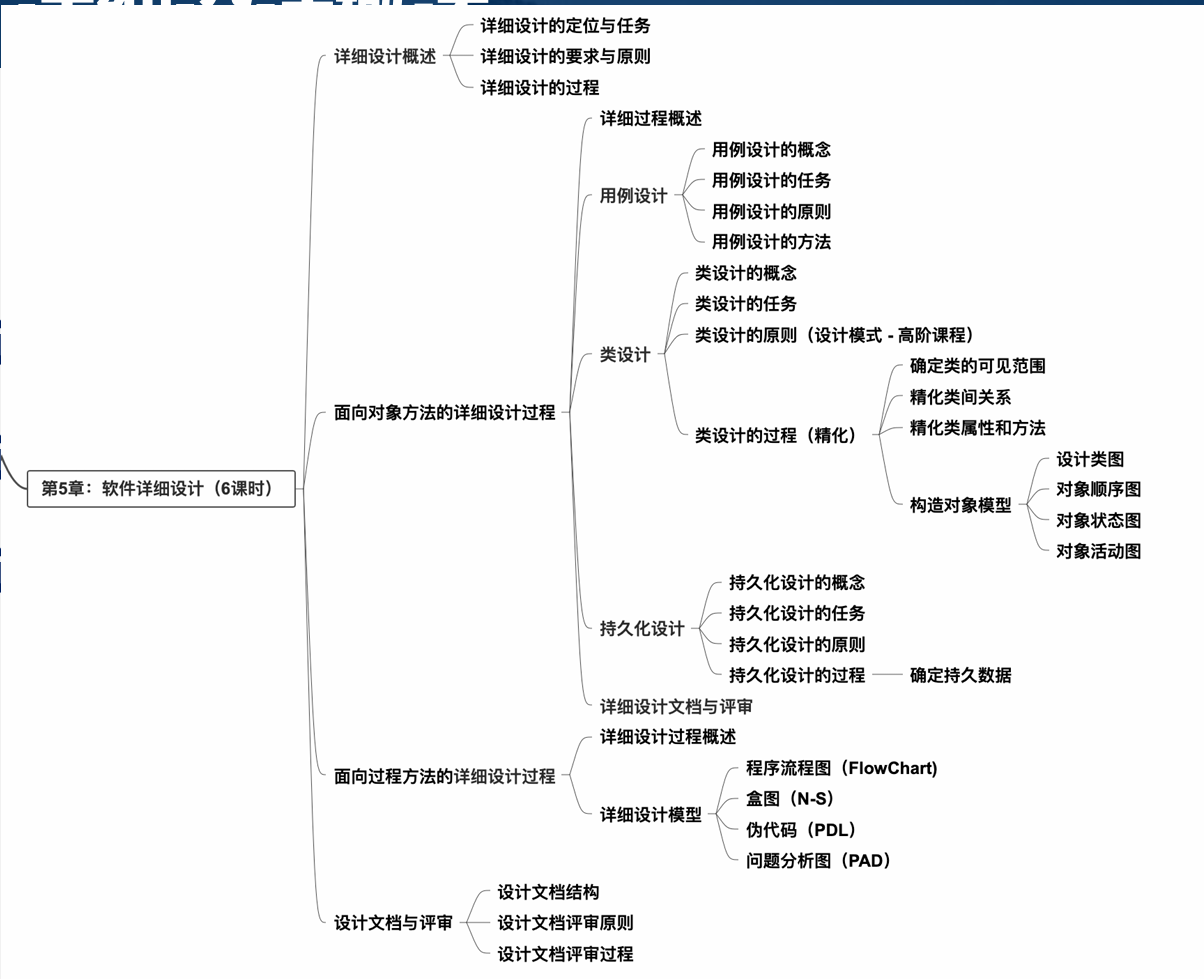 详细设计的定位与任务
详细设计概述
详细设计的要求与原则
详细设计的过程
详细过程概述
用例设计的概念
用例设计的任务
用例设计
用例设计的原则
用例设计的方法
类设计的概念
类设计的任务
类设计的原则（设计模式 - 高阶课程）
类设计
确定类的可见范围
精化类间关系
面向对象方法的详细设计过程
精化类属性和方法
类设计的过程（精化）
设计类图
第5章：软件详细设计（6课时）
对象顺序图
构造对象模型
对象状态图
对象活动图
持久化设计的概念
持久化设计的任务
持久化设计
持久化设计的原则
持久化设计的过程
确定持久数据
详细设计文档与评审
详细设计过程概述
面向过程方法的详细设计过程
程序流程图（FlowChart)
盒图（N-S）
详细设计模型
伪代码（PDL）
问题分析图（PAD）
设计文档结构
设计文档与评审
设计文档评审原则
设计文档评审过程